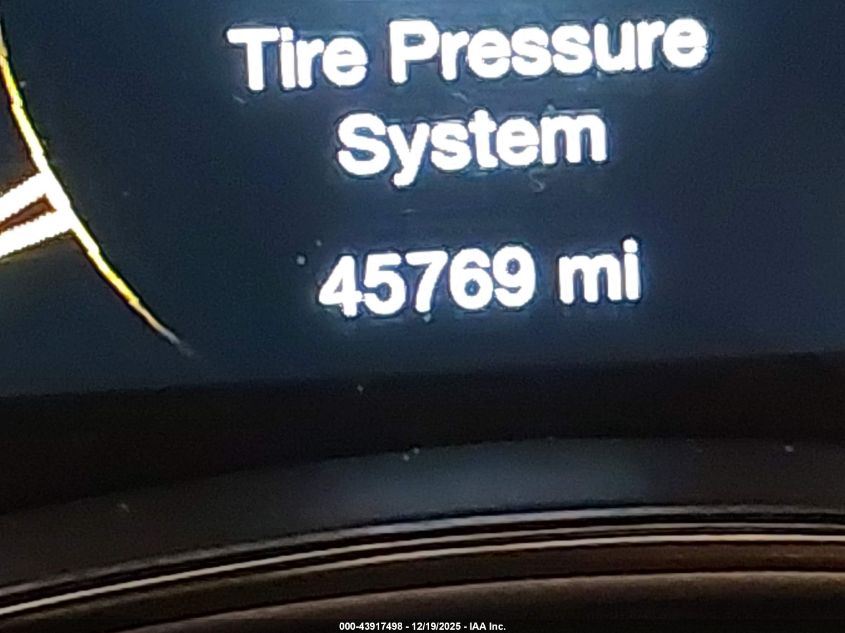 Tire Pressure
System
45769 mi
000-43917498 - 12/19/2025 - IAA Inc.